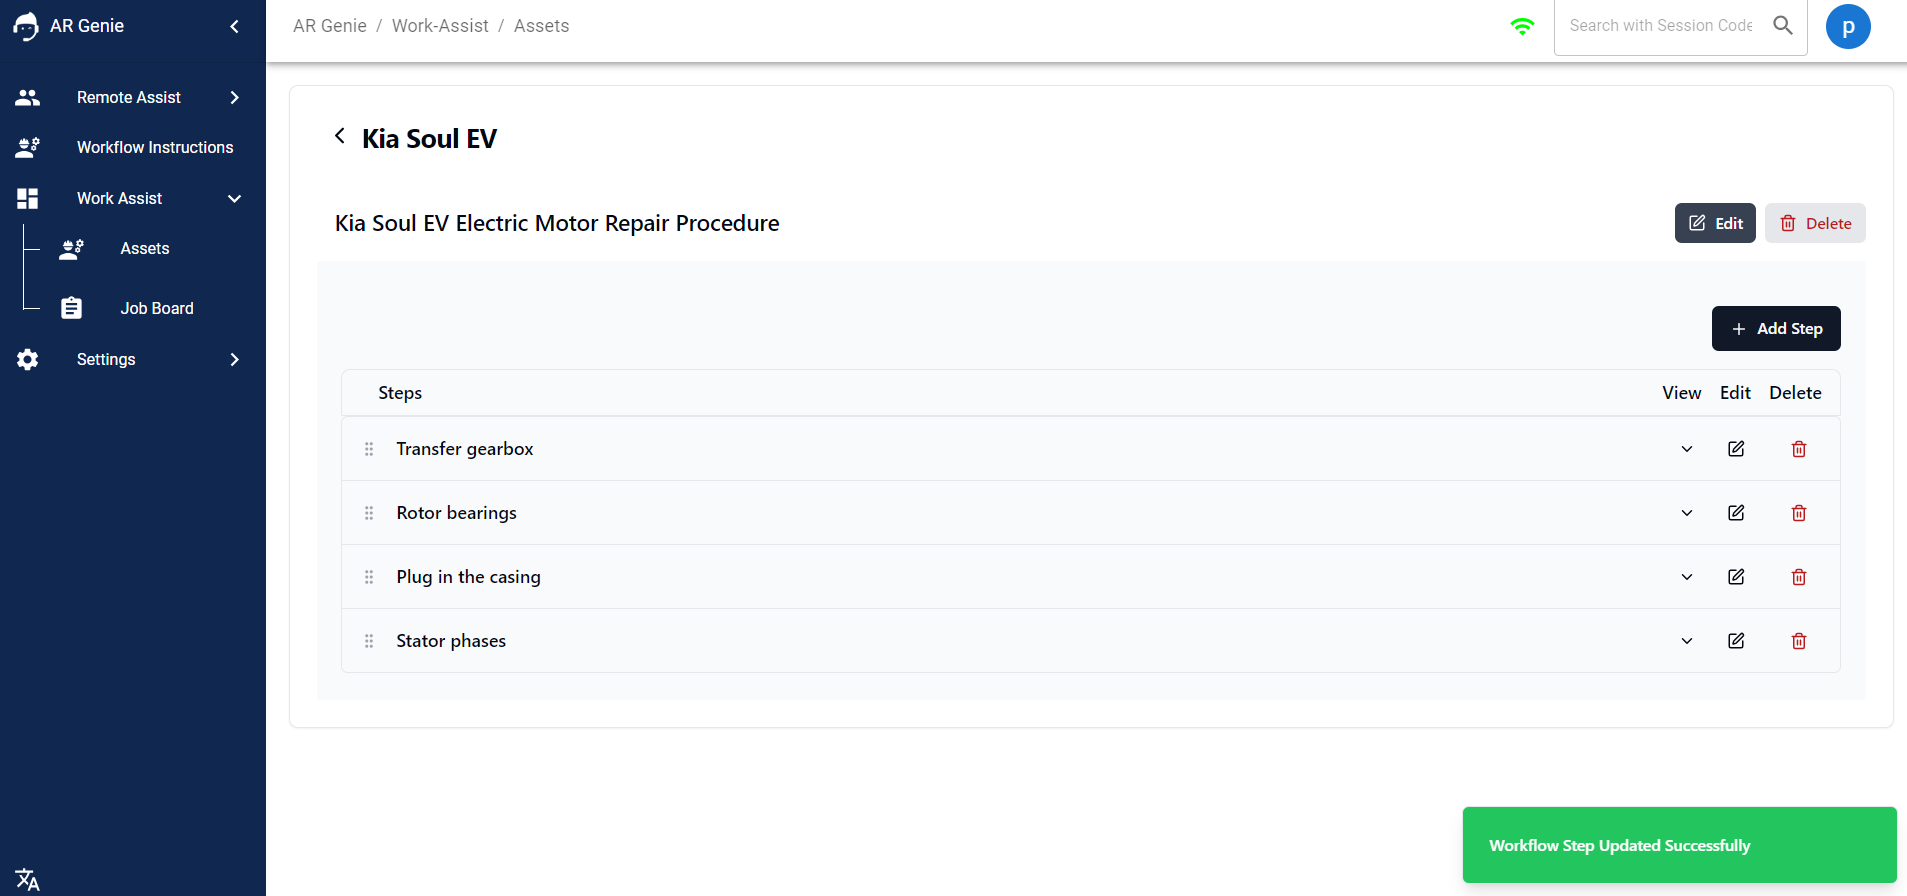 AR Genie
AR Genie / Work-Assist / Assets
Search with Session Code
p
Remote Assist
Workflow Instructions
Work Assist
Assets
Job Board
Settings
Kia Soul EV
Kia Soul EV Electric Motor Repair Procedure
Edit
Delete
+ Add Step
Steps View Edit Delete
Transfer gearbox
Rotor bearings
Plug in the casing
Stator phases
Workflow Step Updated Successfully